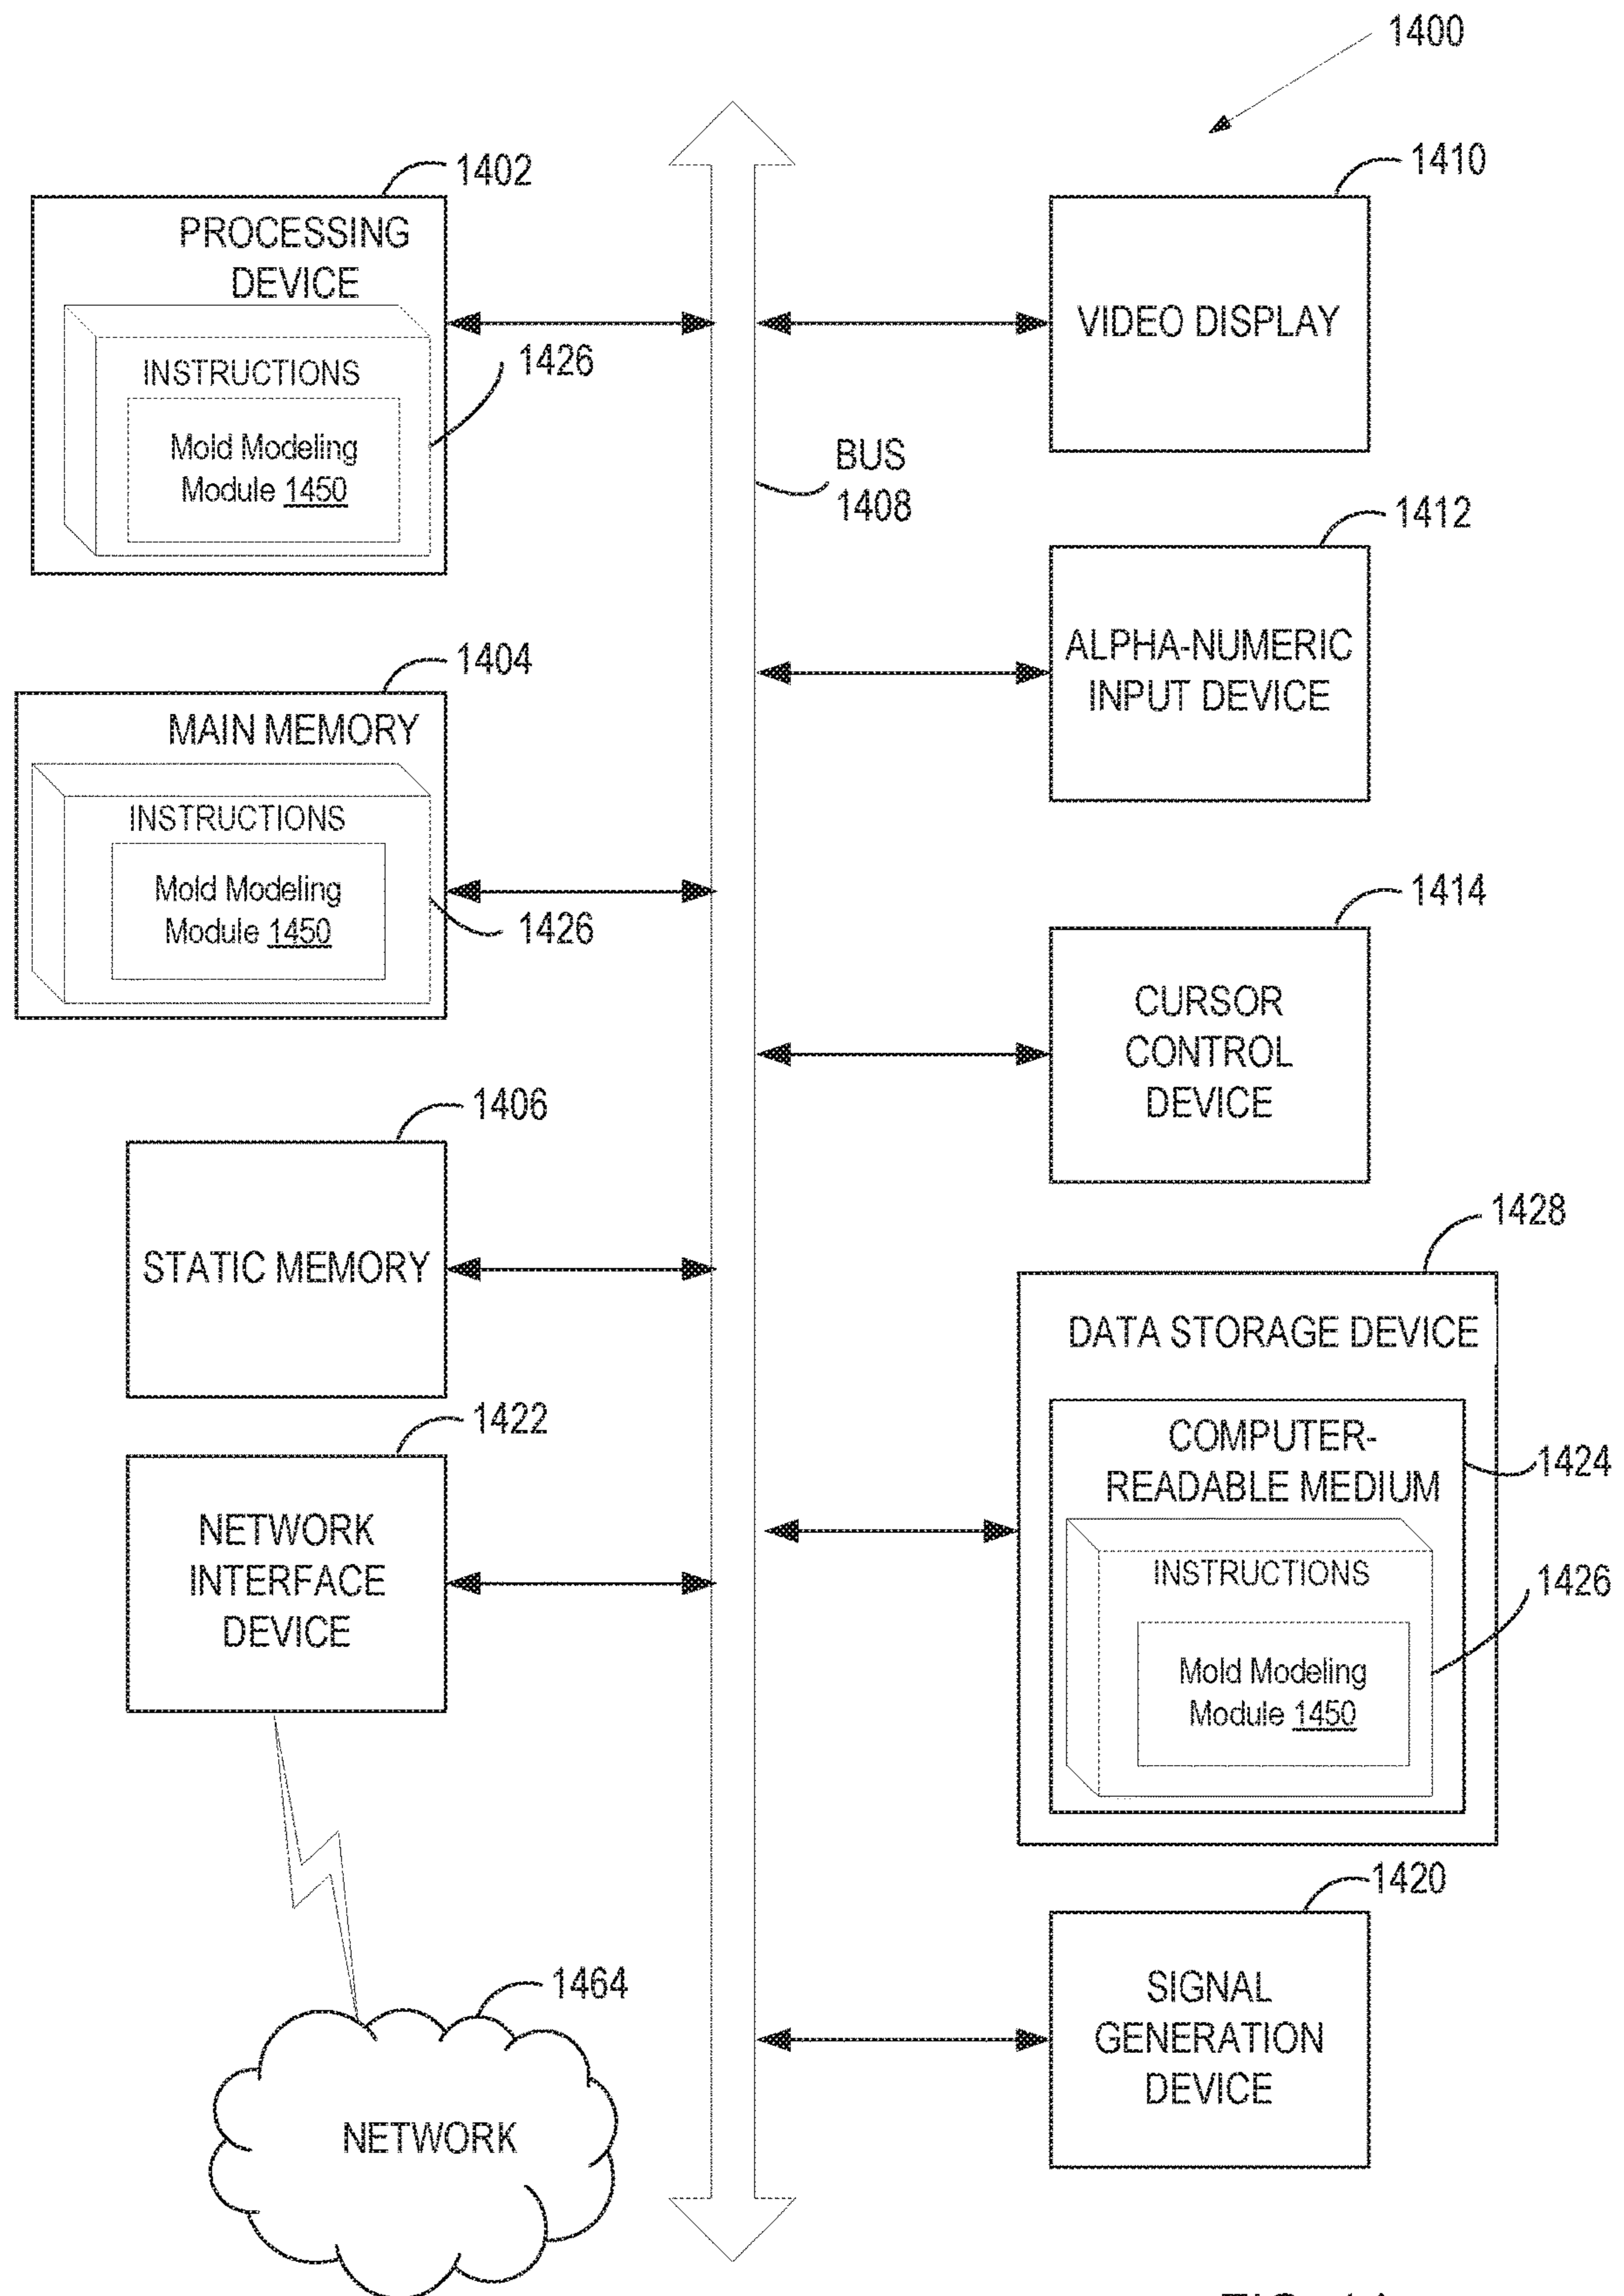 1400
1402
PROCESSING
DEVICE
INSTRUCTIONS
1426
Mold Modeling
Module 1450
1404
MAIN MEMORY
INSTRUCTIONS
Mold Modeling
Module 1450
1426
1406
STATIC MEMORY
1422
NETWORK
INTERFACE
DEVICE
1464
NETWORK
BUS
1408
1410
VIDEO DISPLAY
1412
ALPHA-NUMERIC
INPUT DEVICE
1414
CURSOR
CONTROL
DEVICE
1428
DATA STORAGE DEVICE
COMPUTER-
READABLE MEDIUM
1424
INSTRUCTIONS
1426
Mold Modeling
Module 1450
1420
SIGNAL
GENERATION
DEVICE